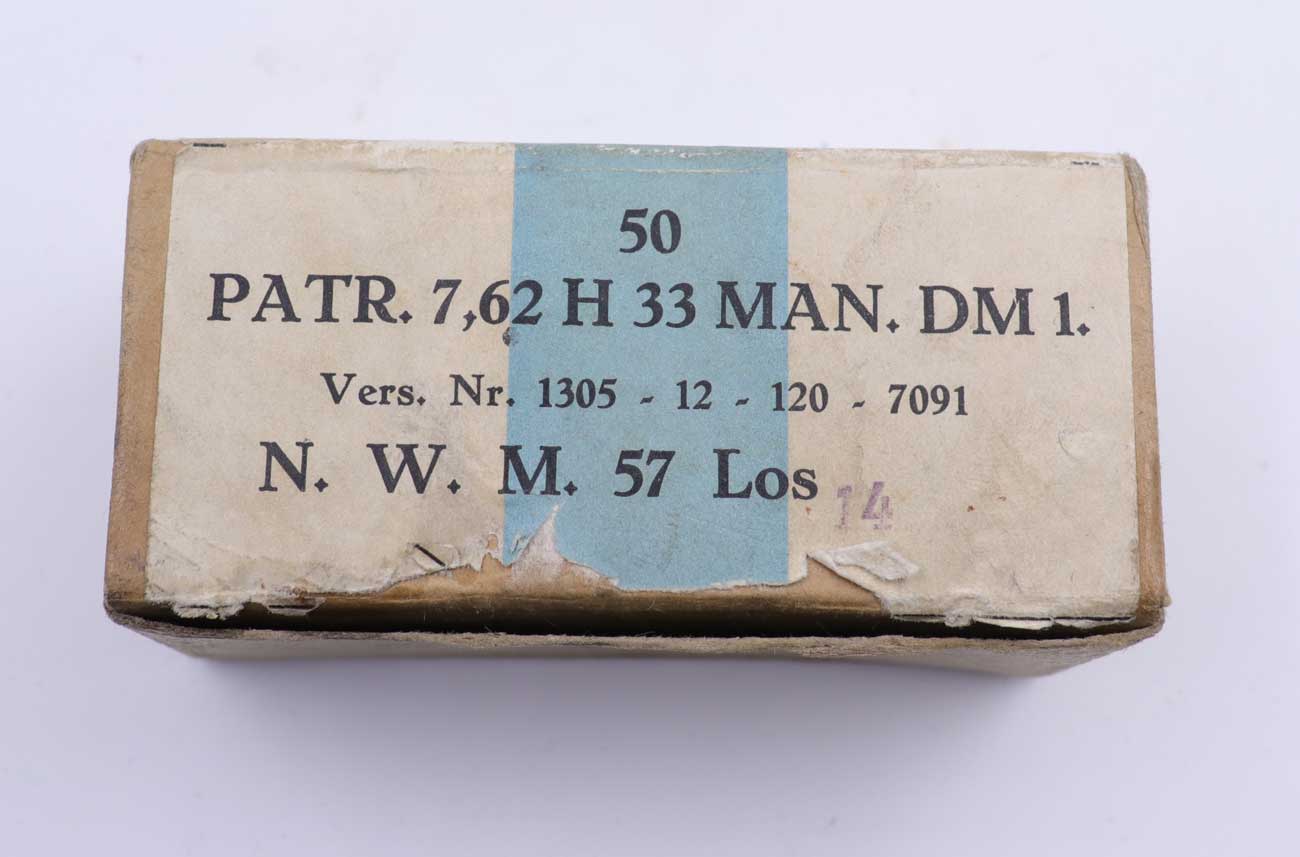 50
PATR. 7,62 H 33 MAN. DM 1.
Vers. Nr. 1305 - 12 - 120 - 7091
N. W. M. 57 Los 14